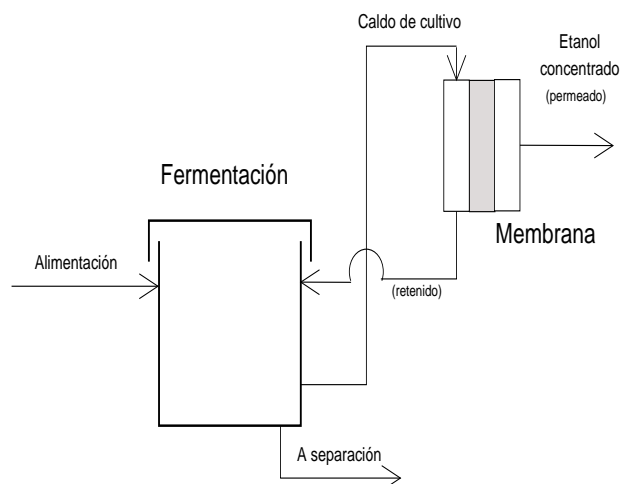 Caldo de cultivo
Etanol
concentrado
(permeado)
Fermentación
Membrana
Alimentación
(retenido)
A separación